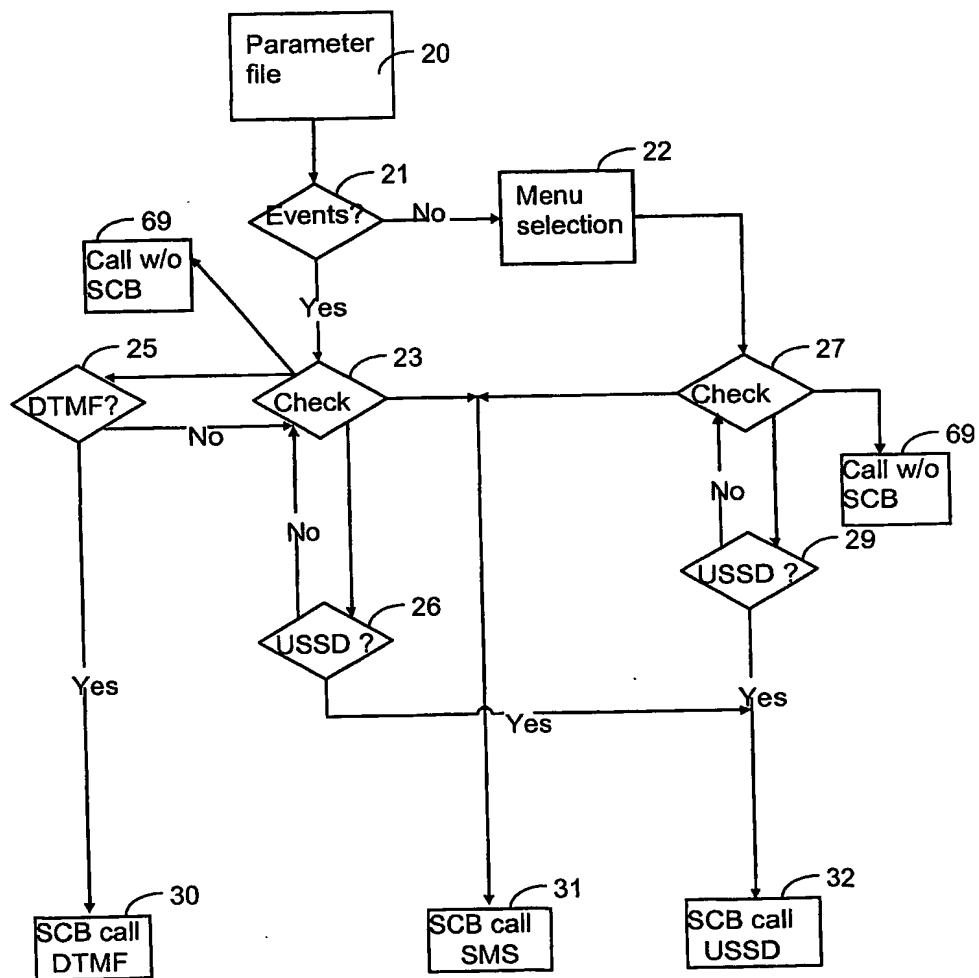 Parameter
file
20
21
Events?
No
22
Menu
selection
69
Call w/o
SCB
Yes
25
DTMF?
23
Check
27
Check
No
69
Call w/o
SCB
No
No
29
USSD ?
26
USSD ?
Yes
Yes
Yes
30
SCB call
DTMF
31
SCB call
SMS
32
SCB call
USSD